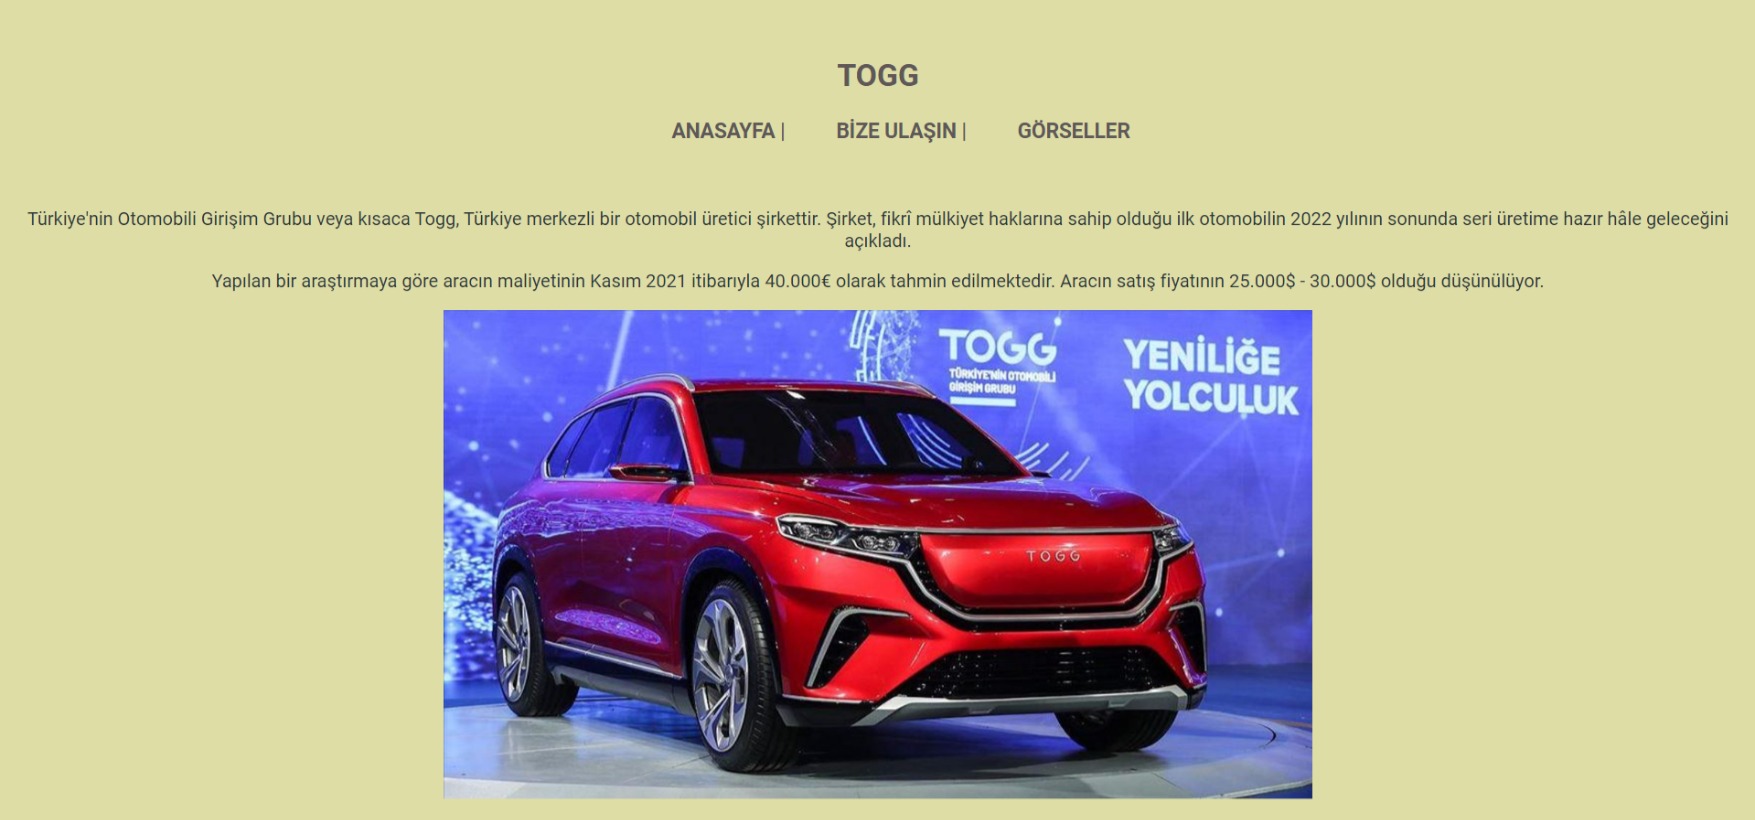 TOGG
ANASAYFA |
BİZE ULAŞIN |
GÖRSELLER
Türkiye'nin Otomobili Girişim Grubu veya kısaca Togg, Türkiye merkezli bir otomobil üretici şirkettir. Şirket, fikrî mülkiyet haklarına sahip olduğu ilk otomobilin 2022 yılının sonunda seri üretime hazır hâle geleceğini
açıkladı.
Yapılan bir araştırmaya göre aracın maliyetinin Kasım 2021 itibarıyla 40.000€ olarak tahmin edilmektedir. Aracın satış fiyatının 25.000$ - 30.000$ olduğu düşünülüyor.
TOGG
TÜRKİYE'NİN OTOMOBİLİ
GİRİŞİM GRUBU
YENİLİĞE
YOLCULUK
TOGG